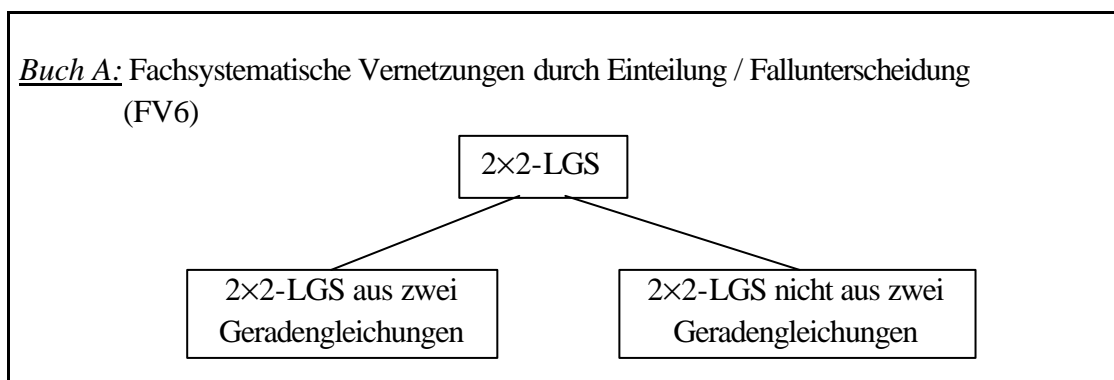 Buch A: Fachsystematische Vernetzungen durch Einteilung / Fallunterscheidung
(FV6)
2×2-LGS
2×2-LGS aus zwei
Geradengleichungen
2×2-LGS nicht aus zwei
Geradengleichungen